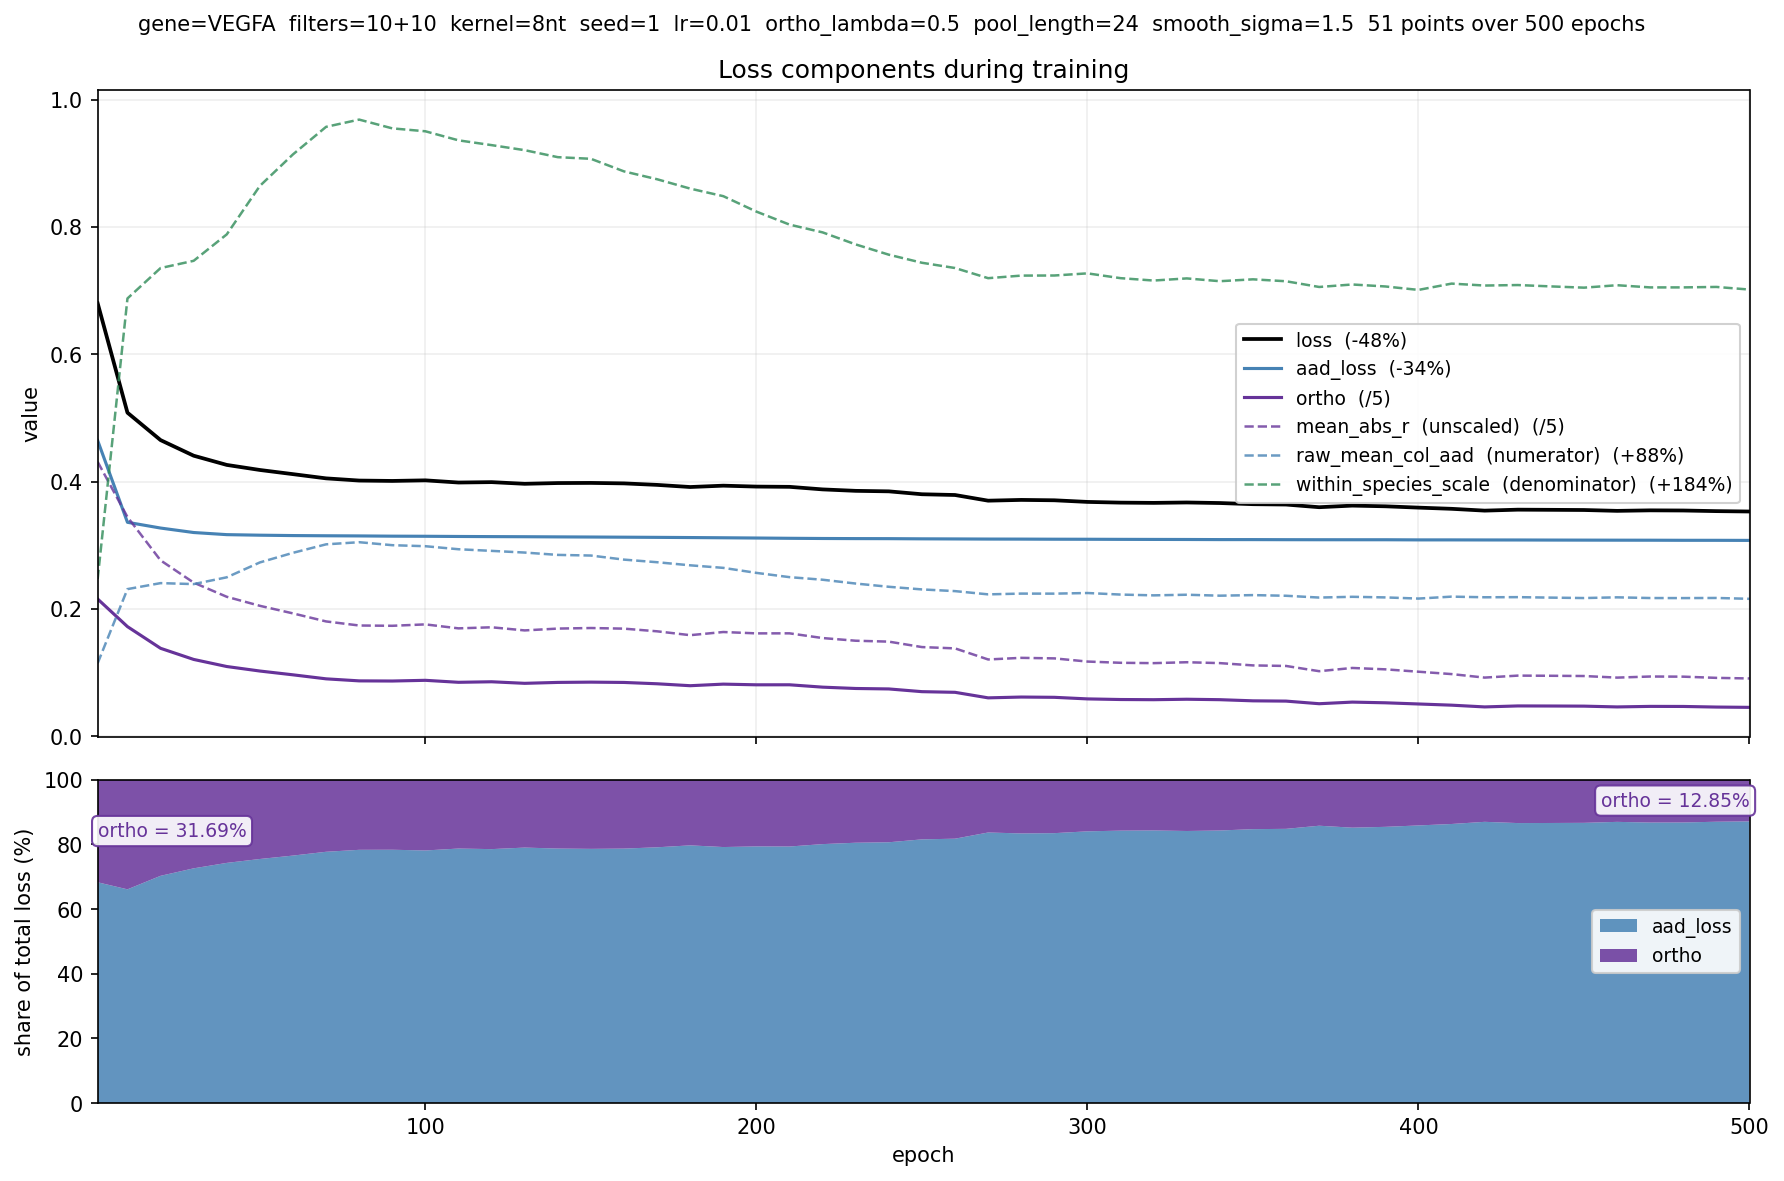 gene=VEGFA  filters=10+10  kernel=8nt  seed=1  lr=0.01  ortho_lambda=0.5  pool_length=24  smooth_sigma=1.5  51 points over 500 epochs
Loss components during training
1.0
0.8
0.6
0.4
0.2
0.0
value
loss  (-48%)
aad_loss  (-34%)
ortho  (/5)
mean_abs_r  (unscaled)  (/5)
raw_mean_col_aad  (numerator)  (+88%)
within_species_scale  (denominator)  (+184%)
100
80
60
40
20
0
share of total loss (%)
ortho = 31.69%
ortho = 12.85%
aad_loss
ortho
100
200
300
400
500
epoch